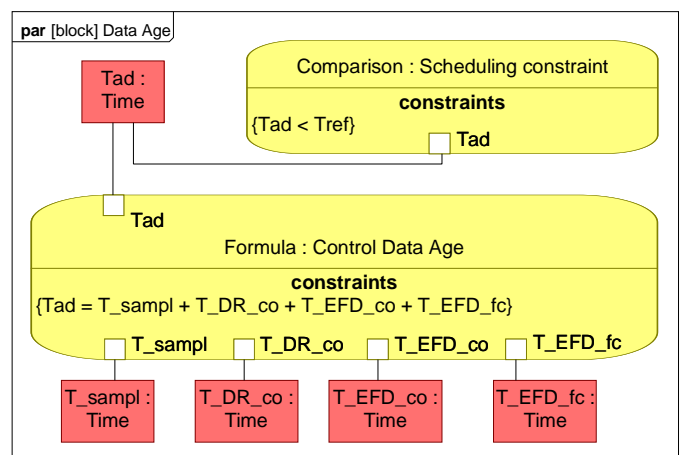 par [block] Data Age
Tad :
Time
Comparison : Scheduling constraint
constraints
{Tad < Tref}
Tad
Tad
Formula : Control Data Age
constraints
{Tad = T_sampl + T_DR_co + T_EFD_co + T_EFD_fc}
T_sampl T_DR_co T_EFD_co T_EFD_fc
T_sampl :
Time
T_DR_co :
Time
T_EFD_co :
Time
T_EFD_fc :
Time